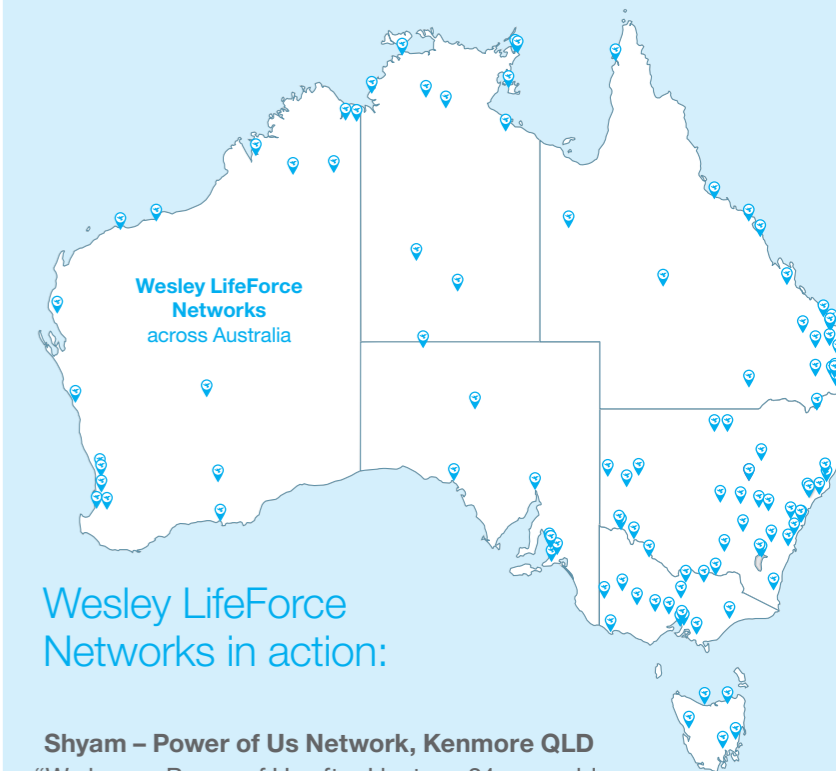 Wesley LifeForce
Networks
across Australia
Wesley LifeForce
Networks in action:
Shyam – Power of Us Network, Kenmore QLD